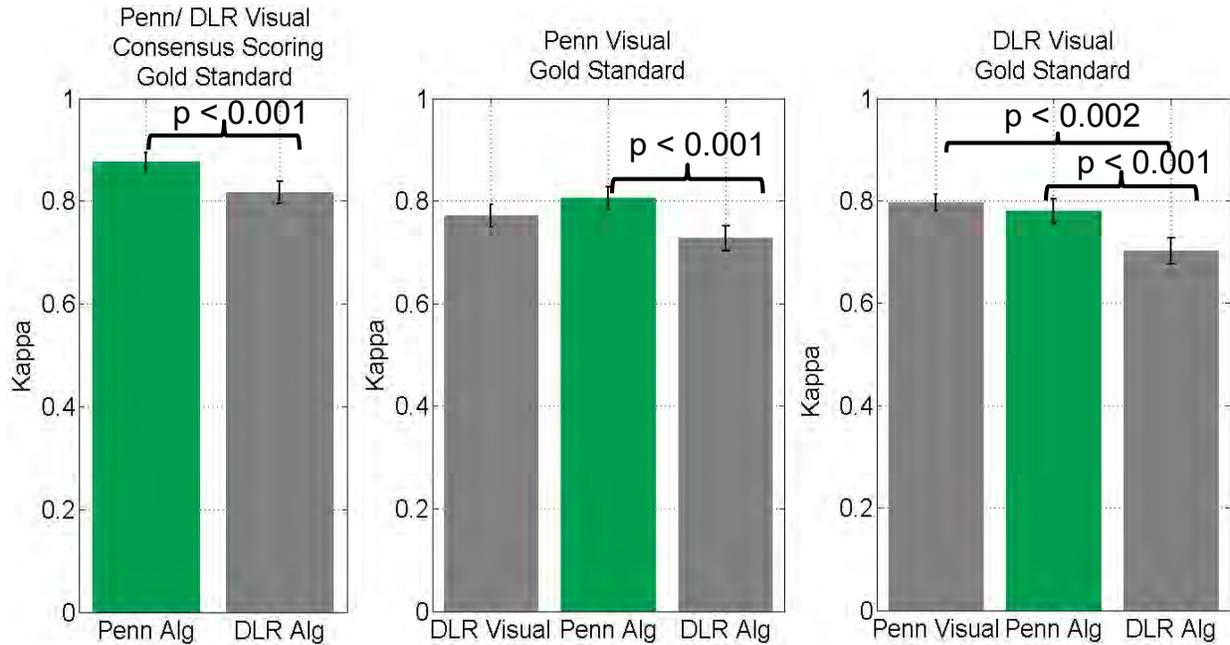 Penn/ DLR Visual
Consensus Scoring
Gold Standard
1
p < 0.001
0.8
0.6
Kappa
0.4
0.2
0
Penn Alg DLR Alg
Penn Visual
Gold Standard
1
p < 0.001
0.8
0.6
Kappa
0.4
0.2
0
DLR Visual Penn Alg DLR Alg
DLR Visual
Gold Standard
1
p < 0.002
p < 0.001
0.8
0.6
Kappa
0.4
0.2
0
Penn Visual Penn Alg DLR Alg